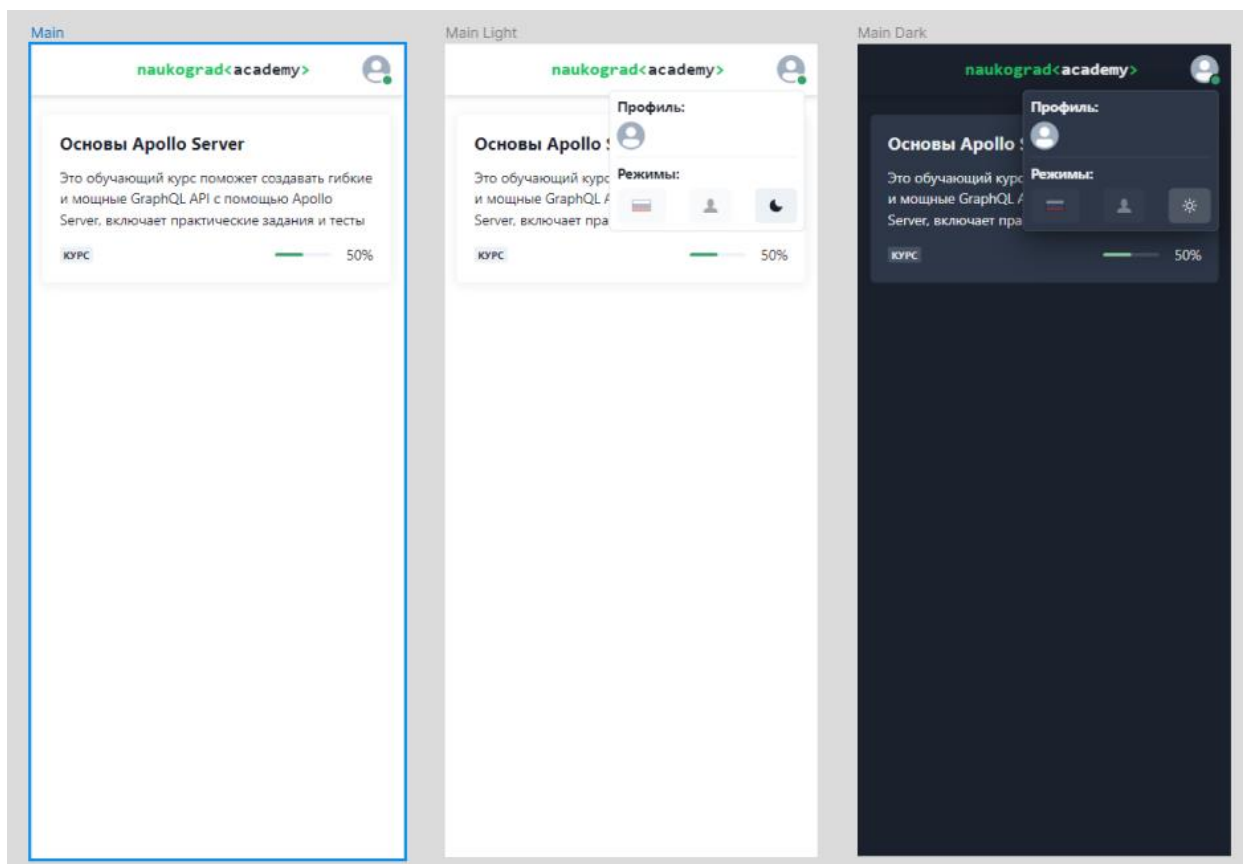 Main
naukograd<academy>
Основы Apollo Server
Это обучающий курс поможет создавать гибкие
и мощные GraphQL API с помощью Apollo
Server, включает практические задания и тесты
КУРС
50%
Main Light
naukograd<academy>
Профиль:
Основы Apollo
Это обучающий курс
Режимы:
и мощные GraphQL
Server, включает пра
КУРС
50%
Main Dark
naukograd<academy>
Профиль:
Основы Apollo
Это обучающий курс
Режимы:
и мощные GraphQL
Server, включает пра
КУРС
50%